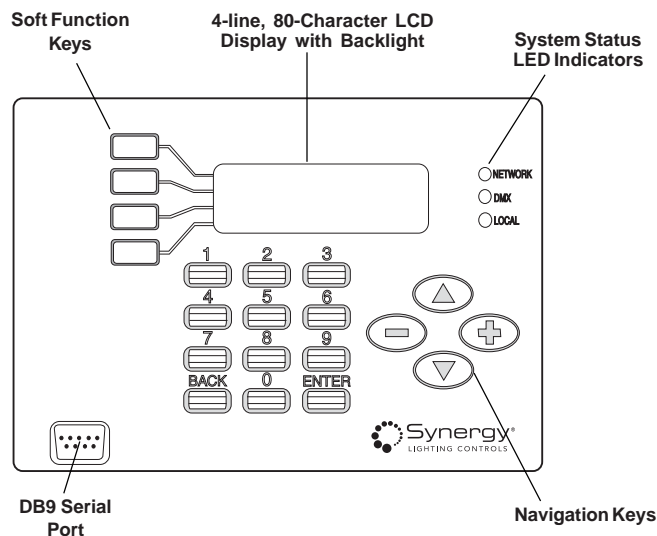 Soft Function
Keys
4-line, 80-Character LCD
Display with Backlight
System Status
LED Indicators
NETWORK
DMX
LOCAL
1 2 3
4 5 6
7 8 9
BACK 0 ENTER
Synergy®
LIGHTING CONTROLS
DB9 Serial
Port
Navigation Keys